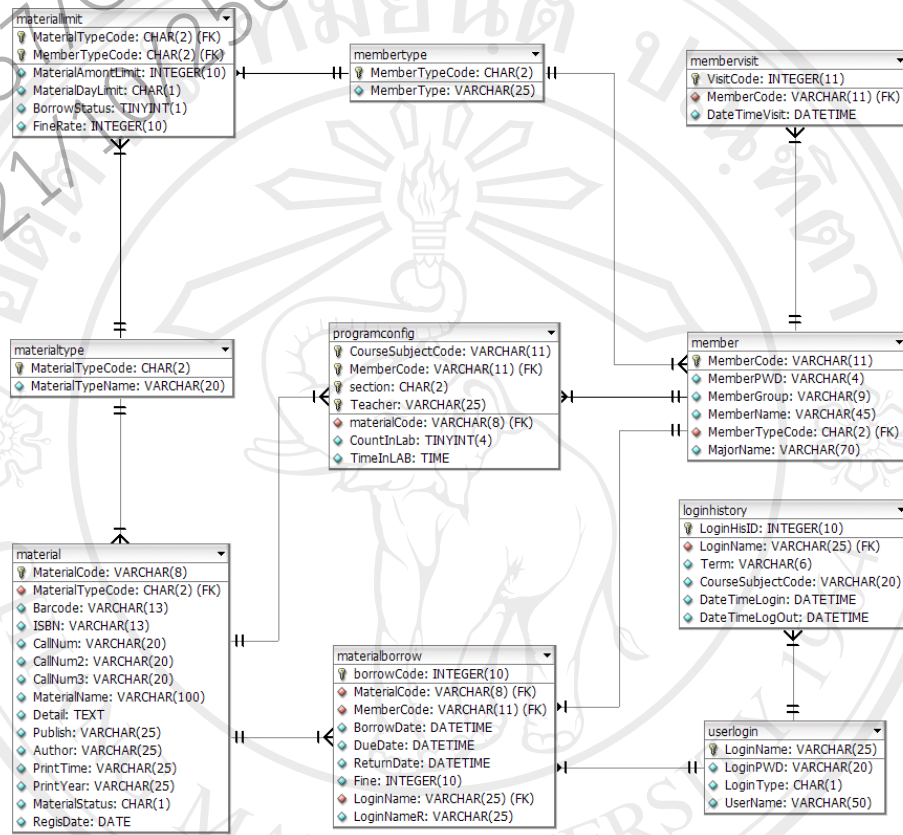 materiallimit
MaterialTypeCode: CHAR(2) (FK)
MemberTypeCode: CHAR(2) (FK)
MaterialAmontLimit: INTEGER(10)
MaterialDayLimit: CHAR(1)
BorrowStatus: TINYINT(1)
FineRate: INTEGER(10)
membertype
MemberTypeCode: CHAR(2)
MemberType: VARCHAR(25)
membervisit
VisitCode: INTEGER(11)
MemberCode: VARCHAR(11) (FK)
DateTimeVisit: DATETIME
materialtype
MaterialTypeCode: CHAR(2)
MaterialTypeName: VARCHAR(20)
programconfig
CourseSubjectCode: VARCHAR(11)
MemberCode: VARCHAR(11) (FK)
section: CHAR(2)
Teacher: VARCHAR(25)
materialCode: VARCHAR(8) (FK)
CountInLab: TINYINT(4)
TimeInLAB: TIME
member
MemberCode: VARCHAR(11)
MemberPWD: VARCHAR(4)
MemberGroup: VARCHAR(9)
MemberName: VARCHAR(45)
MemberTypeCode: CHAR(2) (FK)
MajorName: VARCHAR(70)
loginhistory
LoginHisID: INTEGER(10)
LoginName: VARCHAR(25) (FK)
Term: VARCHAR(6)
CourseSubjectCode: VARCHAR(20)
DateTimeLogin: DATETIME
DateTimeLogOut: DATETIME
material
MaterialCode: VARCHAR(8)
MaterialTypeCode: CHAR(2) (FK)
Barcode: VARCHAR(13)
ISBN: VARCHAR(13)
CallNum: VARCHAR(20)
CallNum2: VARCHAR(20)
CallNum3: VARCHAR(20)
MaterialName: VARCHAR(100)
Detail: TEXT
Publish: VARCHAR(25)
Author: VARCHAR(25)
PrintTime: VARCHAR(25)
PrintYear: VARCHAR(25)
MaterialStatus: CHAR(1)
RegisDate: DATE
materialborrow
borrowCode: INTEGER(10)
MaterialCode: VARCHAR(8) (FK)
MemberCode: VARCHAR(11) (FK)
BorrowDate: DATETIME
DueDate: DATETIME
ReturnDate: DATETIME
Fine: INTEGER(10)
LoginName: VARCHAR(25) (FK)
LoginNameR: VARCHAR(25)
userlogin
LoginName: VARCHAR(25)
LoginPWD: VARCHAR(20)
LoginType: CHAR(1)
UserName: VARCHAR(50)